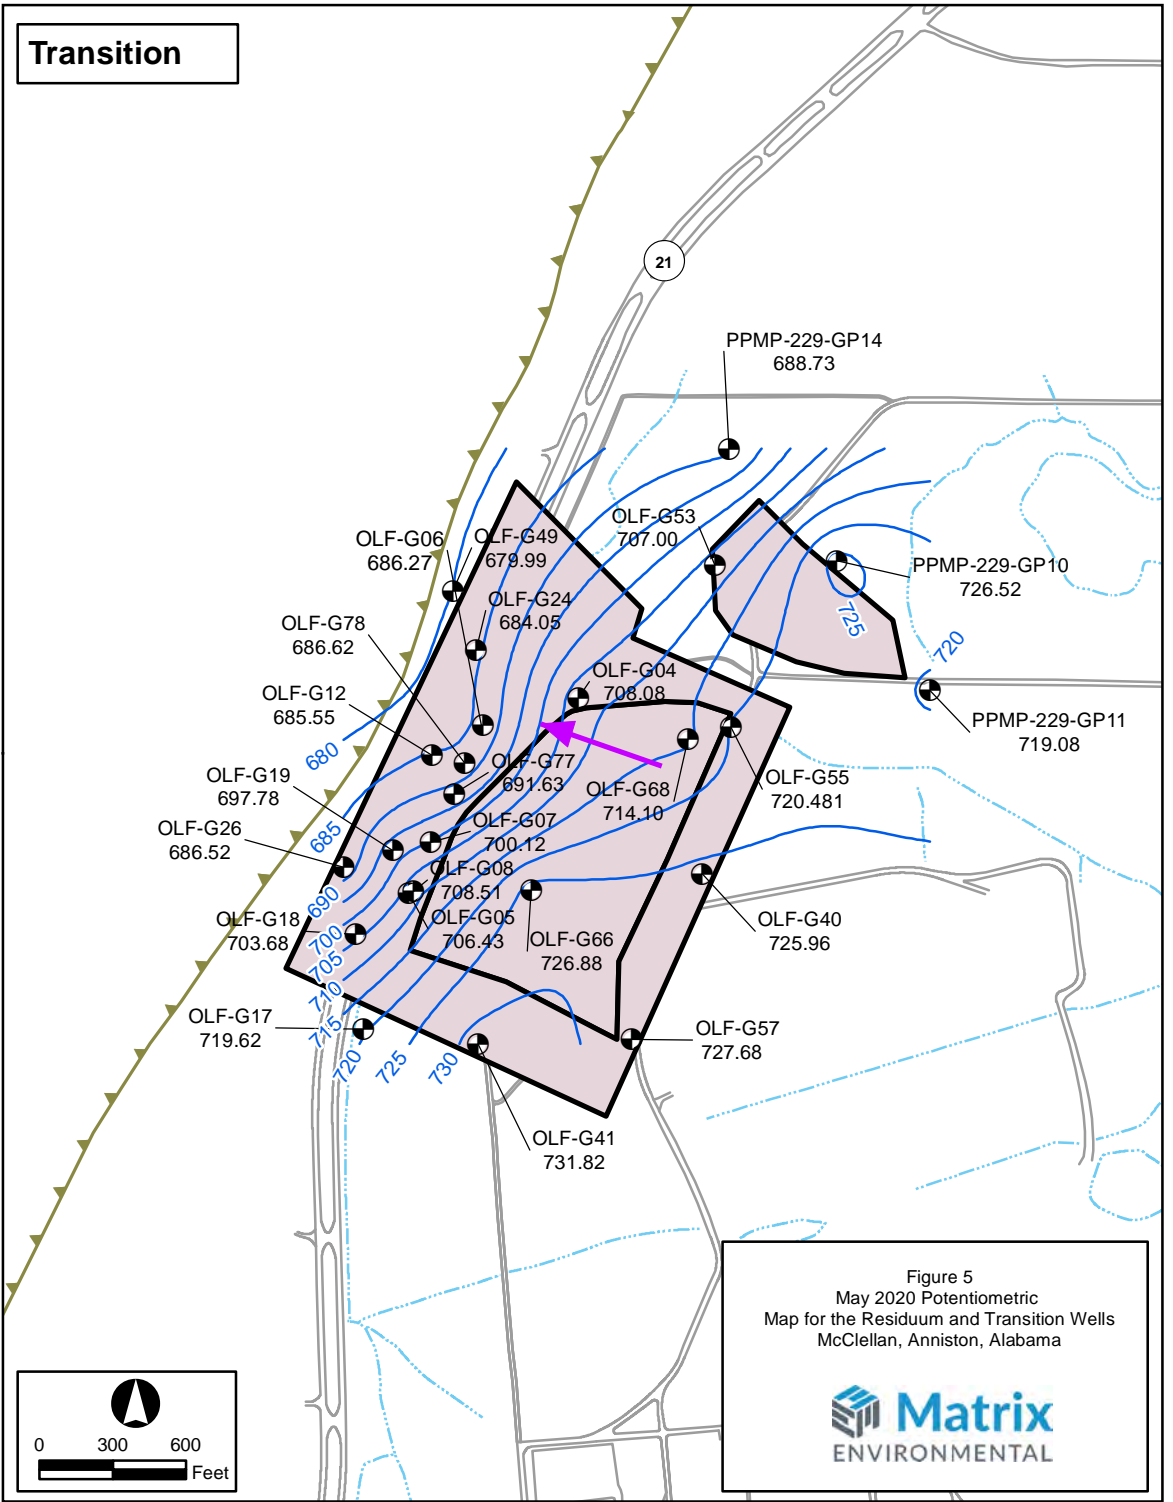 Transition
21
PPMP-229-GP14
688.73
OLF-G53
707.00
OLF-G06
686.27
OLF-G49
679.99
PPMP-229-GP10
726.52
OLF-G24
684.05
725
OLF-G78
686.62
720
OLF-G04
708.08
OLF-G12
685.55
PPMP-229-GP11
719.08
680
OLF-G77
691.63
OLF-G19
697.78
OLF-G68
714.10
OLF-G55
720.481
OLF-G26
686.52
685
OLF-G07
700.12
OLF-G08
708.51
690
OLF-G18
703.68
OLF-G05
706.43
OLF-G40
725.96
700
OLF-G66
726.88
705
710
OLF-G17
719.62
715
OLF-G57
727.68
720
725
730
OLF-G41
731.82
Figure 5
May 2020 Potentiometric
Map for the Residuum and Transition Wells
McClellan, Anniston, Alabama
Matrix
ENVIRONMENTAL
0 300 600
Feet